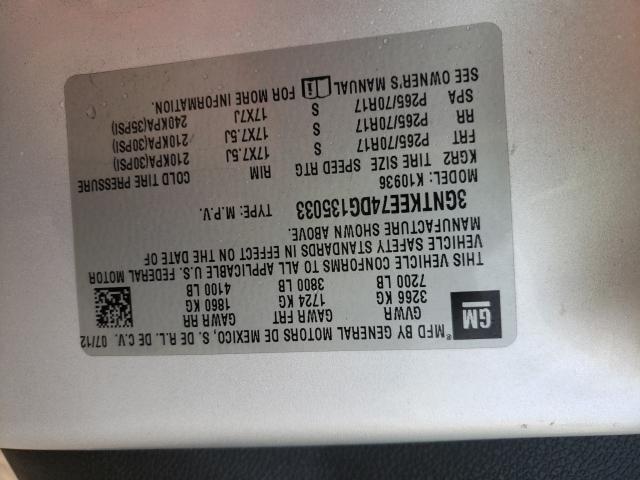 ®MFD BY GENERAL MOTORS DE MEXICO, S. DE R.L. DE C.V. 07/12
GM
GVWR GAWR FRT GAWR RR
3266 KG 1724 KG 1860 KG
7200 LB 3800 LB 4100 LB
THIS VEHICLE CONFORMS TO ALL APPLICABLE U.S. FEDERAL MOTOR
VEHICLE SAFETY STANDARDS IN EFFECT ON THE DATE OF
MANUFACTURE SHOWN ABOVE.
3GNTKEE74DG135033 TYPE: M.P.V.
MODEL: K10936
KGR2 TIRE SIZE SPEED RTG RIM COLD TIRE PRESSURE
FRT P265/70R17 S 17X7.5J 210KPA(30PSI)
RR P265/70R17 S 17X7.5J 210KPA(30PSI)
SPA P265/70R17 S 17X7J 240KPA(35PSI)
SEE OWNER'S MANUAL FOR MORE INFORMATION.